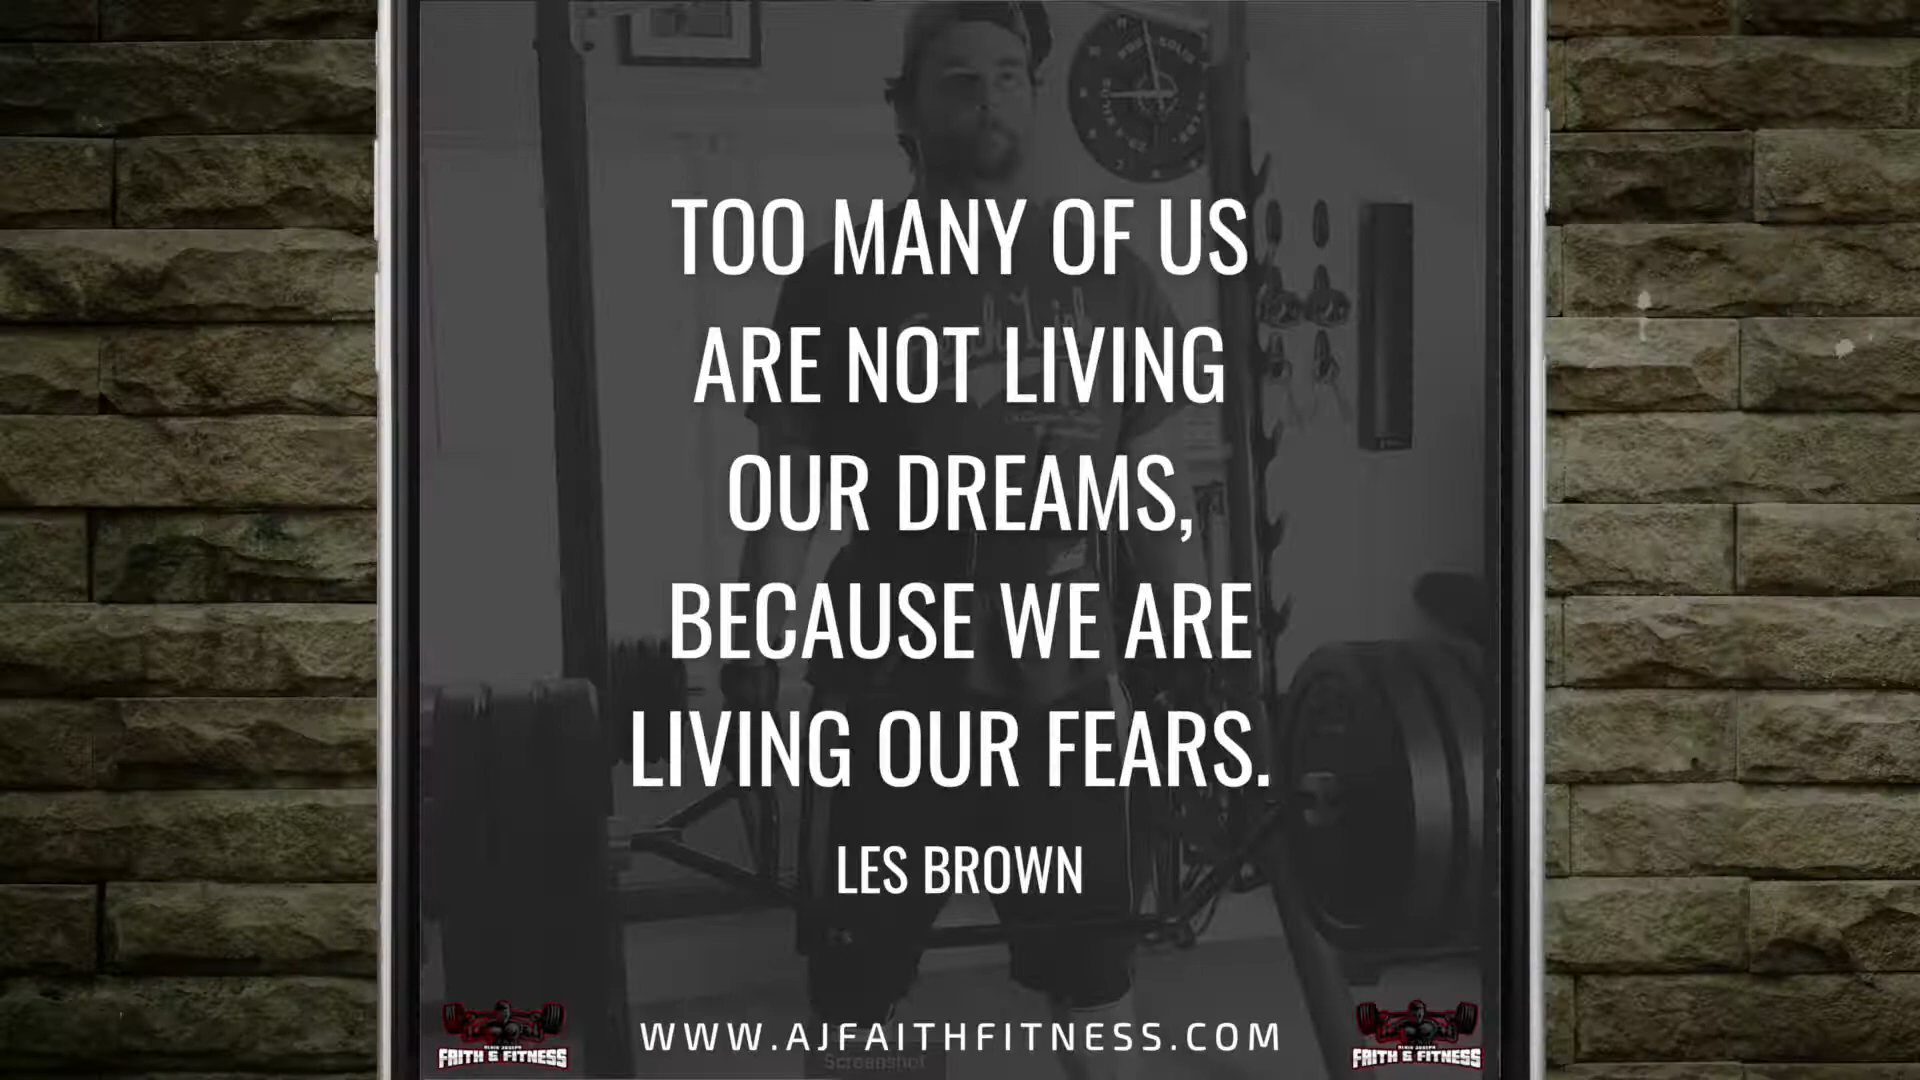 TOO MANY OF US
ARE NOT LIVING
OUR DREAMS,
BECAUSE WE ARE
LIVING OUR FEARS.
LES BROWN
WWW.AJFAITHFITNESS.COM
Screenshot
FAITH & FITNESS
FAITH & FITNESS